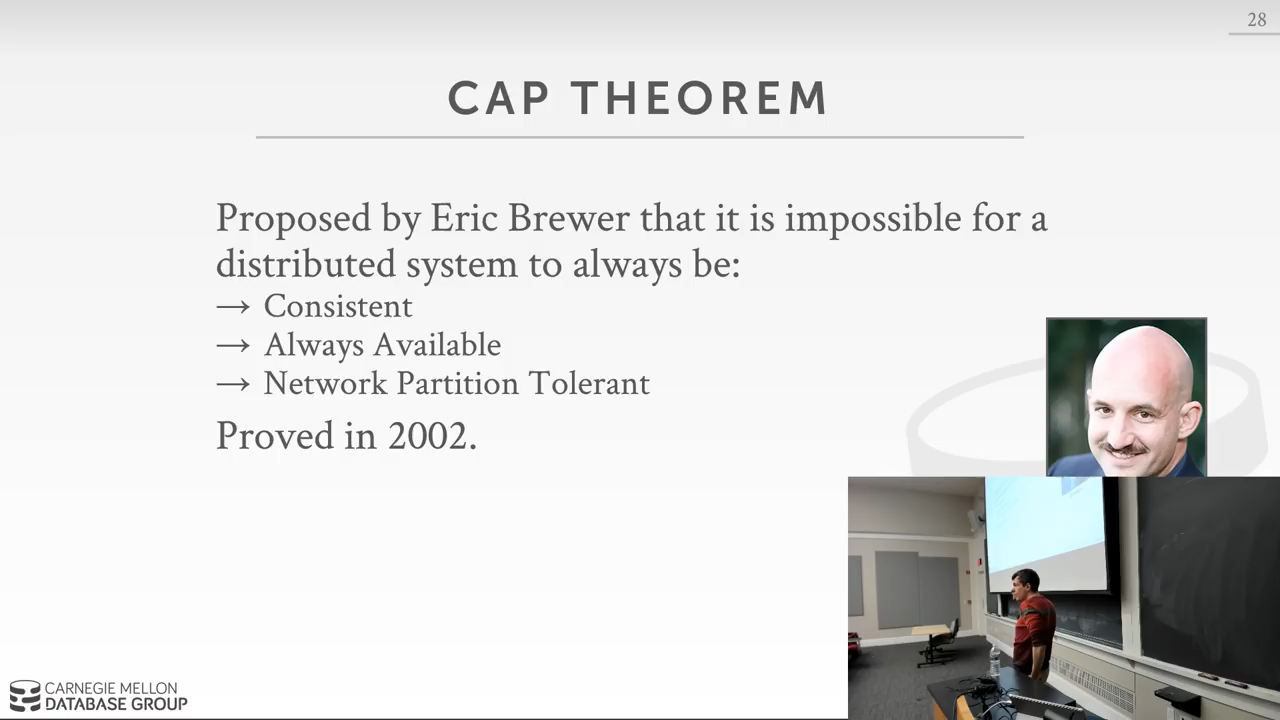 28
CAP THEOREM
Proposed by Eric Brewer that it is impossible for a
distributed system to always be:
→ Consistent
→ Always Available
→ Network Partition Tolerant
Proved in 2002.
CARNEGIE MELLON
DATABASE GROUP